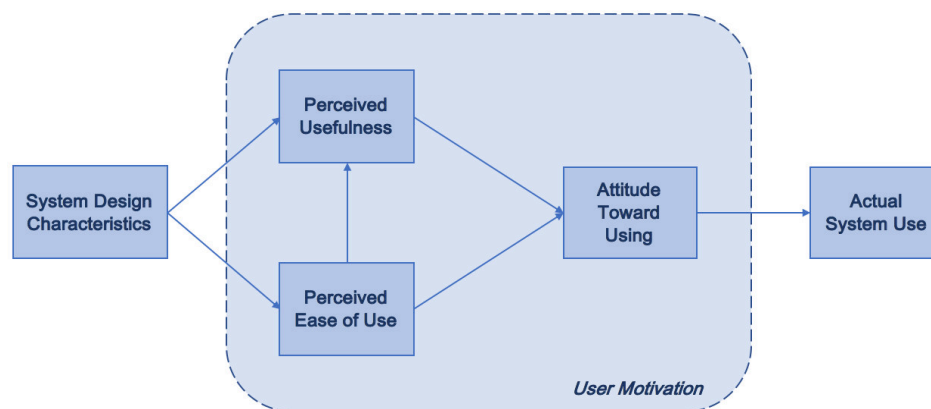 Perceived
Usefulness
System Design
Characteristics
Attitude
Toward
Using
Actual
System Use
Perceived
Ease of Use
User Motivation